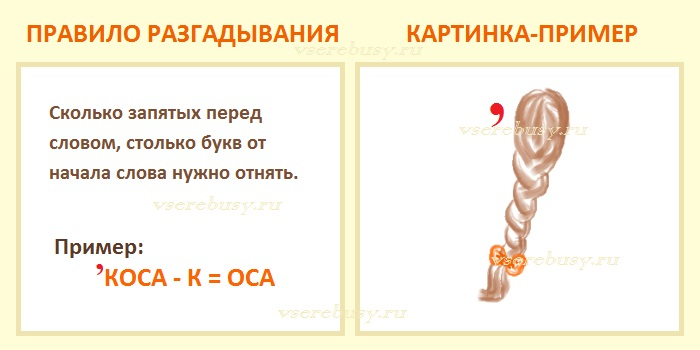 ПРАВИЛО РАЗГАДЫВАНИЯ
КАРТИНКА-ПРИМЕР
vserebusy.ru
Сколько запятых перед
словом, столько букв от
начала слова нужно отнять.
vserebusy.ru
Пример:
,КОСА - К = ОСА
vserebusy.ru
,
vserebusy.ru
vserebusy.ru